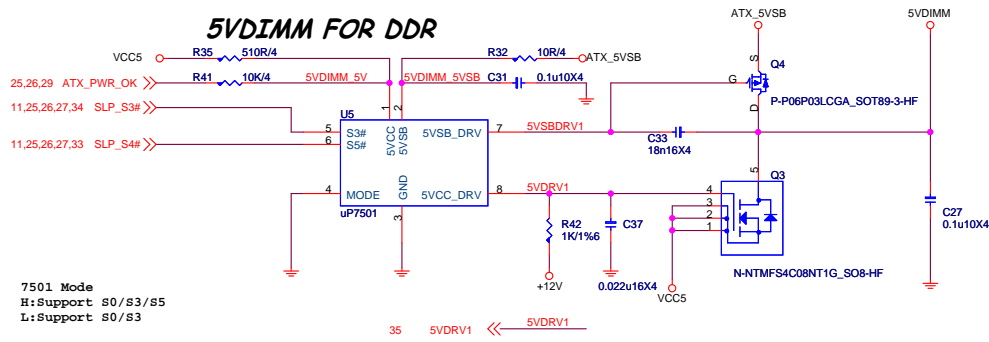 5VDIMM FOR DDR
ATX_5VSB
5VDIMM
VCC5
R35
510R/4
R32
10R/4
ATX_5VSB
25,26,29
ATX_PWR_OK
R41
10K/4
5VDIMM_5V
5VDIMM_5VSB
C31
0.1u10X4
S
G
D
Q4
P-P06P03LCGA_SOT89-3-HF
11,25,26,27,34
SLP_S3#
U5
1
2
5VCC
5VSB
5
S3#
6
S5#
5VSB_DRV
7
5VSBDRV1
C33
18n16X4
11,25,26,27,33
SLP_S4#
4
MODE
GND
3
5VCC_DRV
8
5VDRV1
uP7501
5
Q3
4
3
2
1
R42
1K/1%6
C37
0.022u16X4
+12V
VCC5
N-NTMFS4C08NT1G_SO8-HF
C27
0.1u10X4
7501 Mode
H:Support S0/S3/S5
L:Support S0/S3
35
5VDRV1
5VDRV1